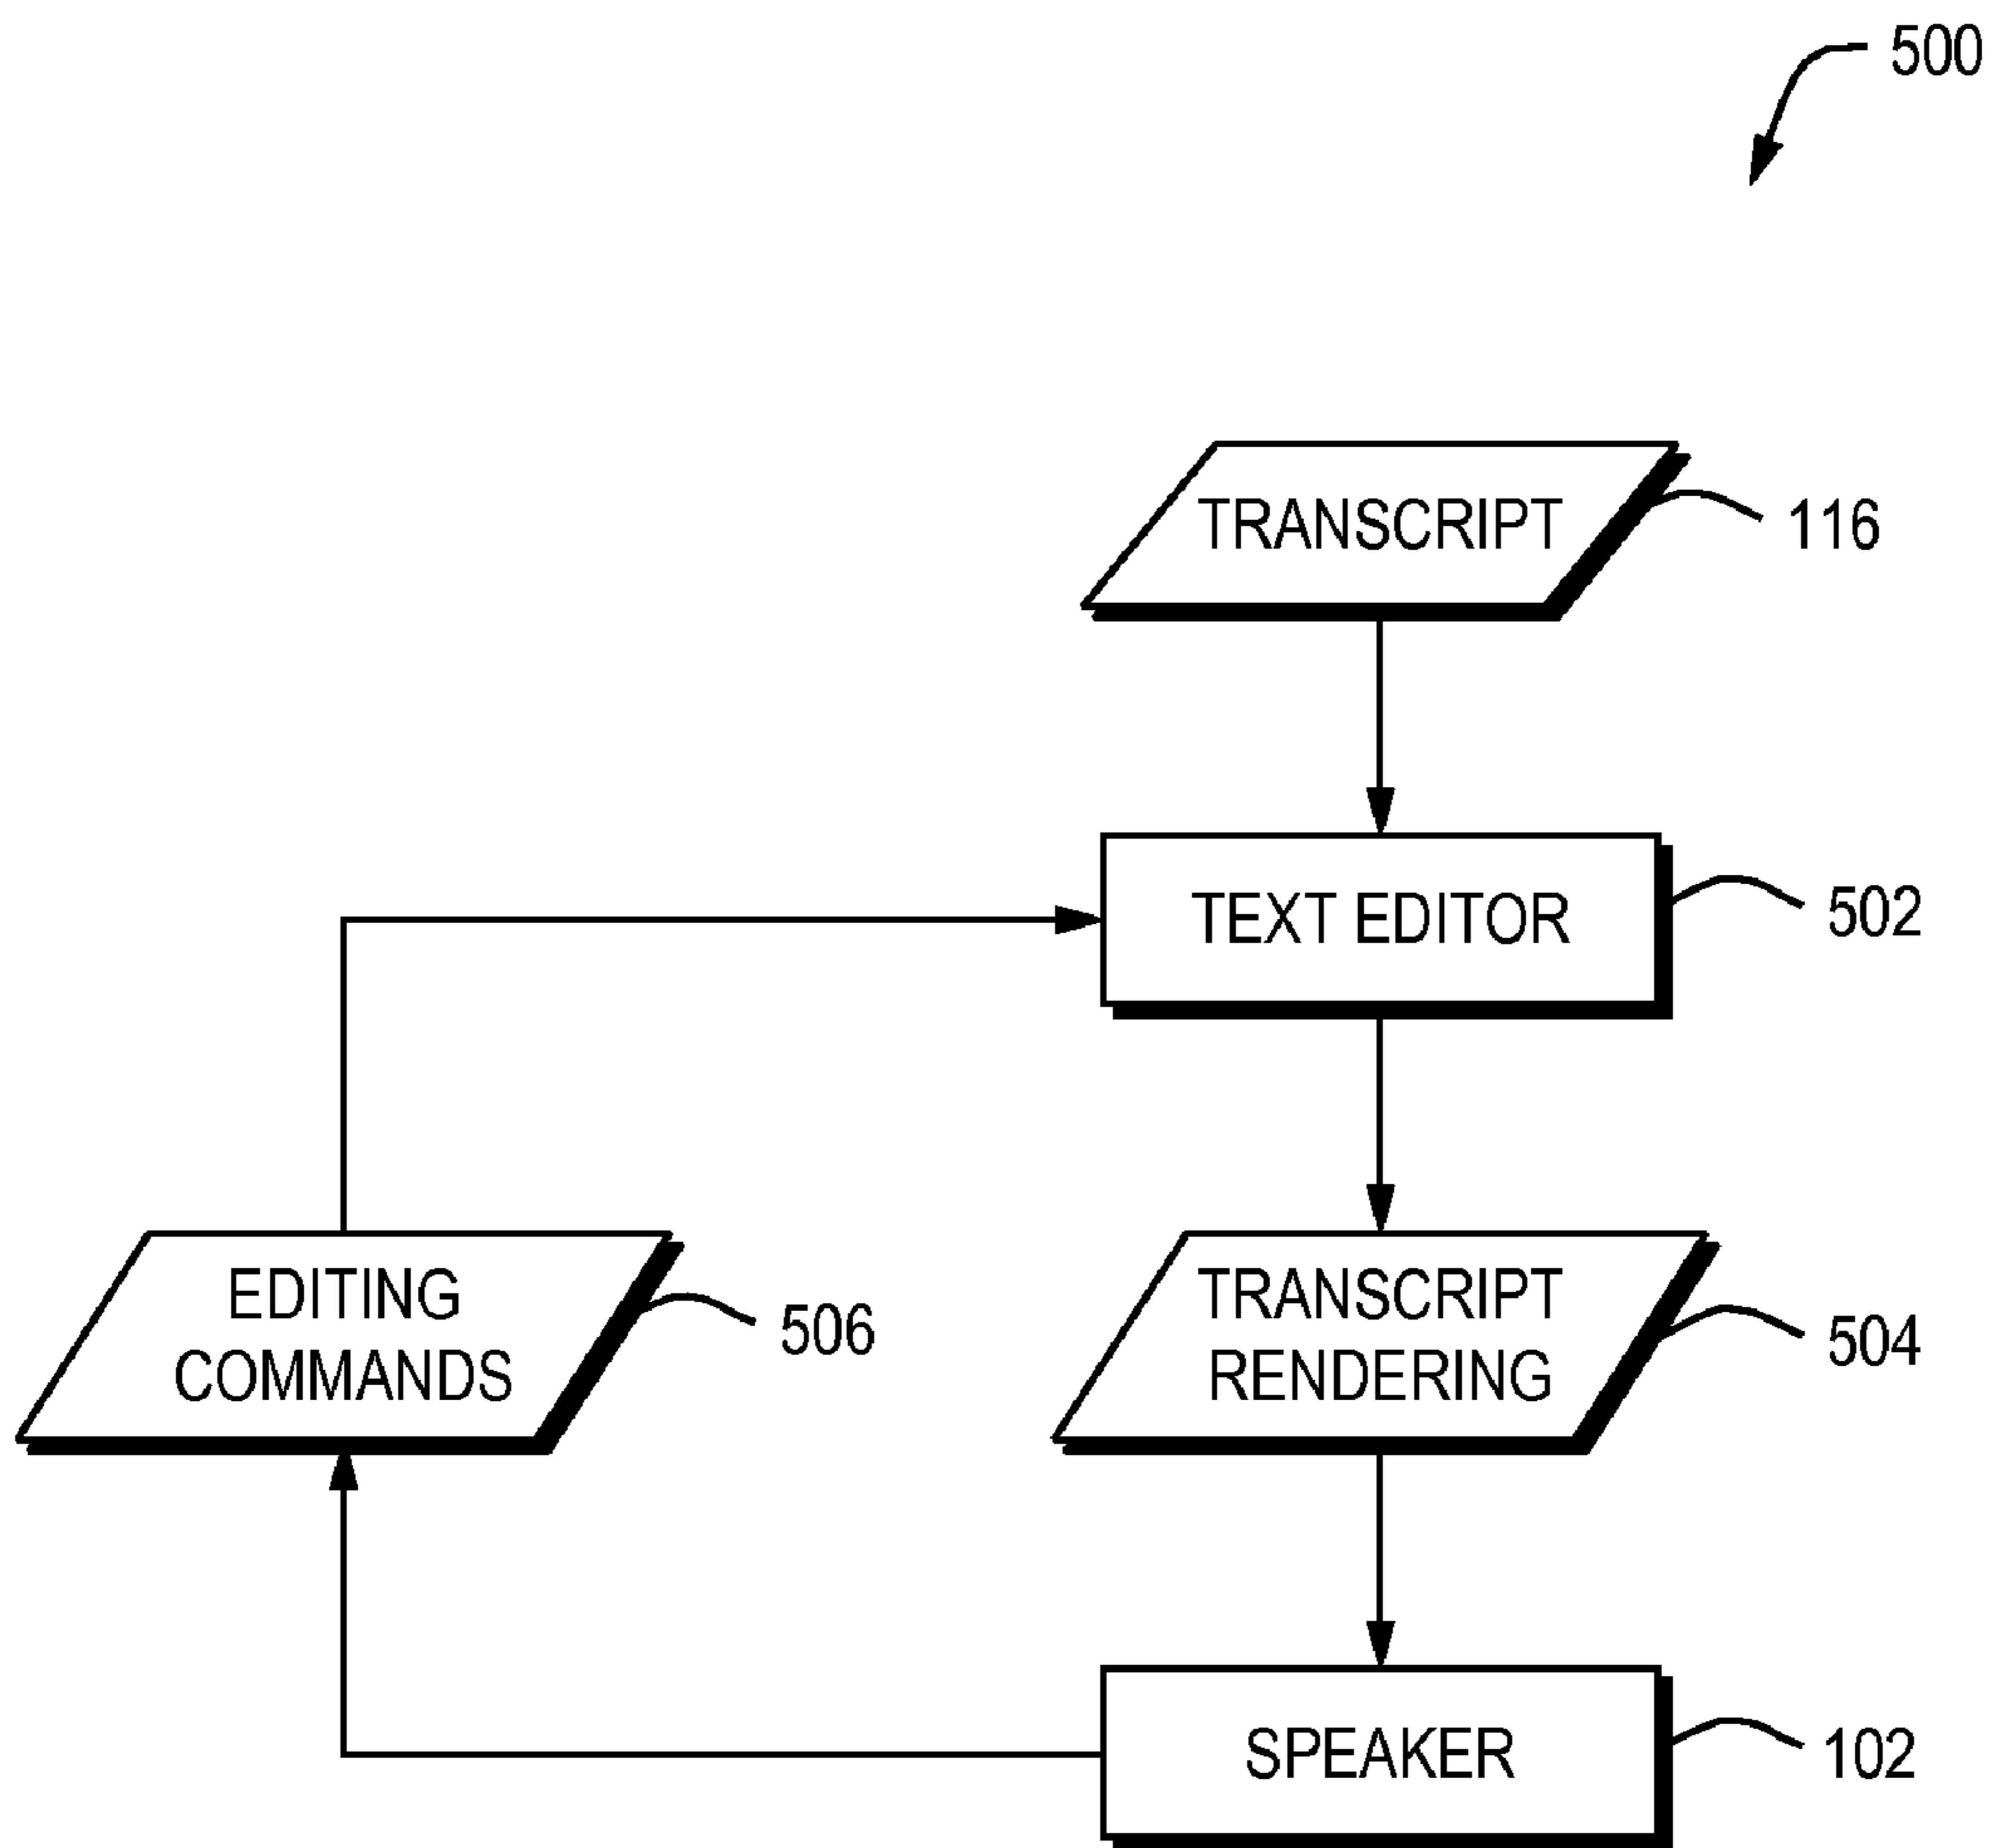 500
TRANSCRIPT
116
TEXT EDITOR
502
EDITING
COMMANDS
506
TRANSCRIPT
RENDERING
504
SPEAKER
102